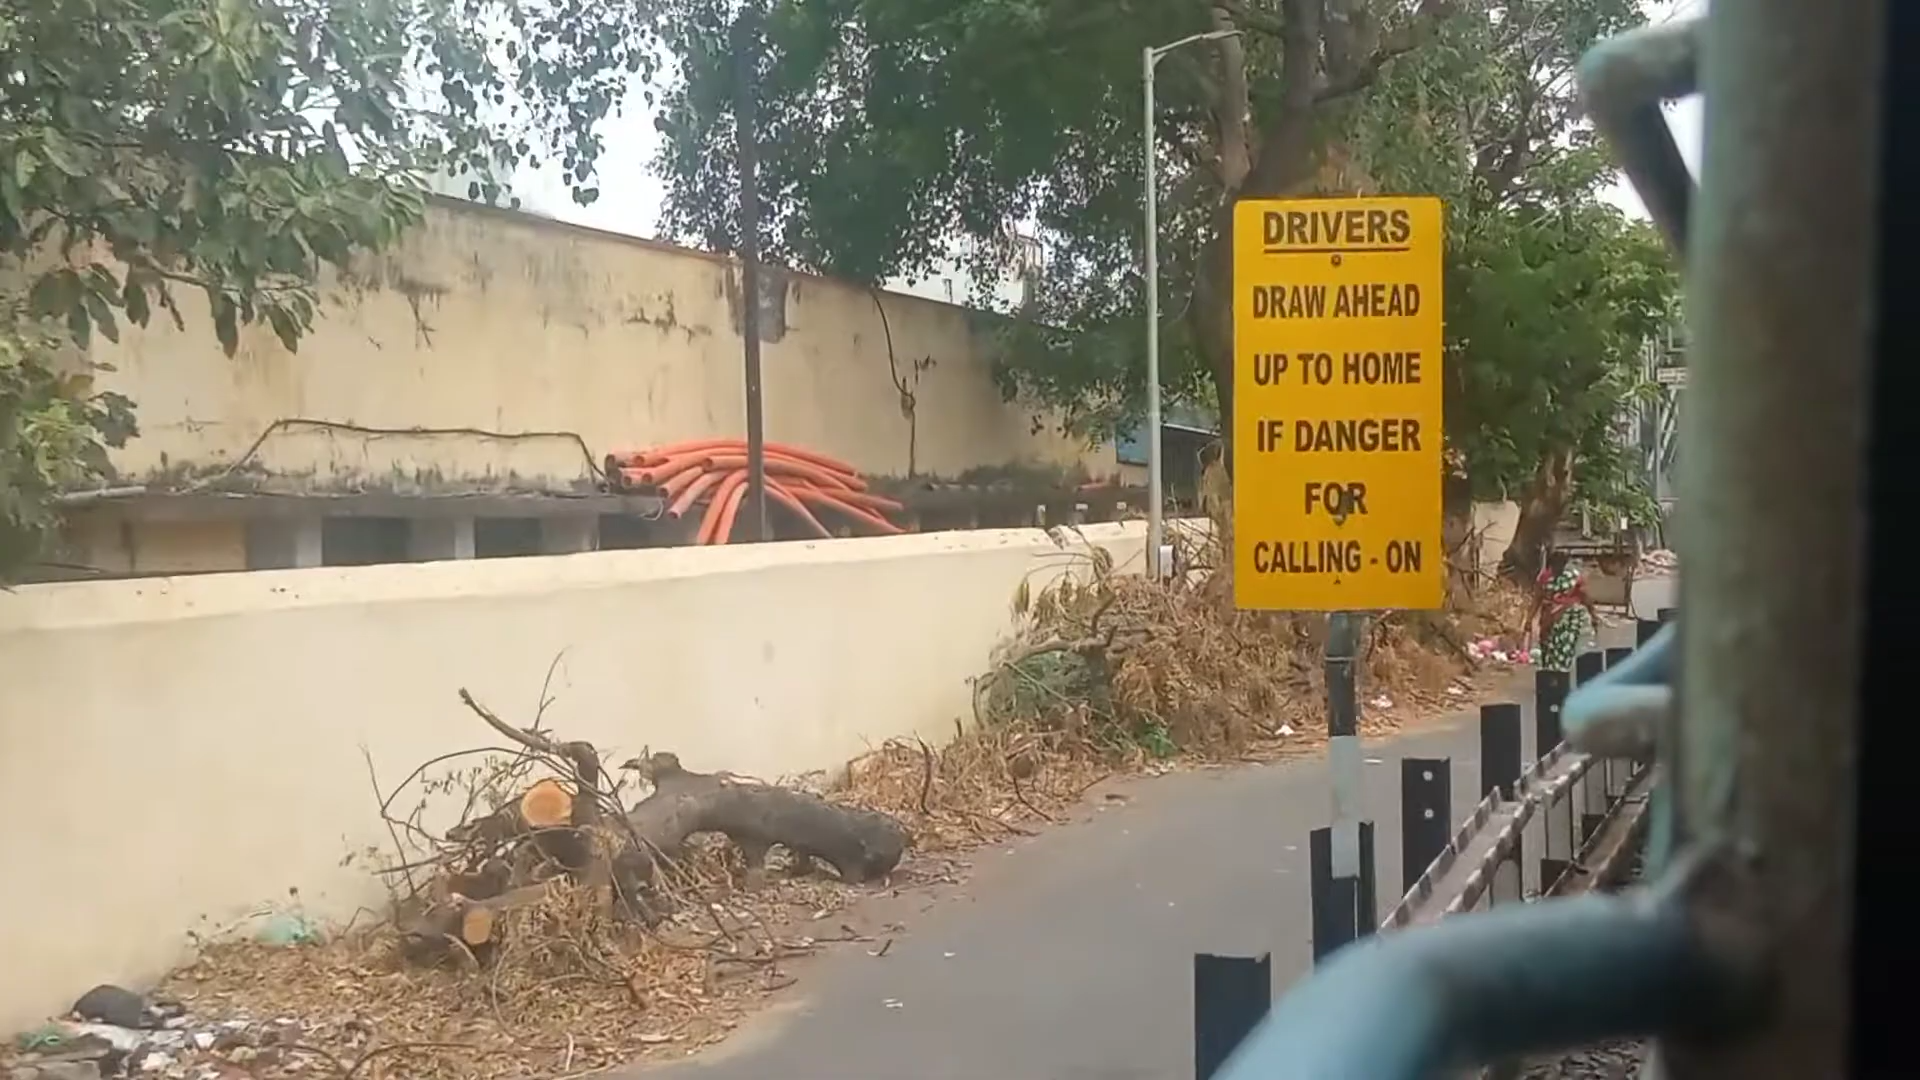 DRIVERS
DRAW AHEAD
UP TO HOME
IF DANGER
FOR
CALLING - ON